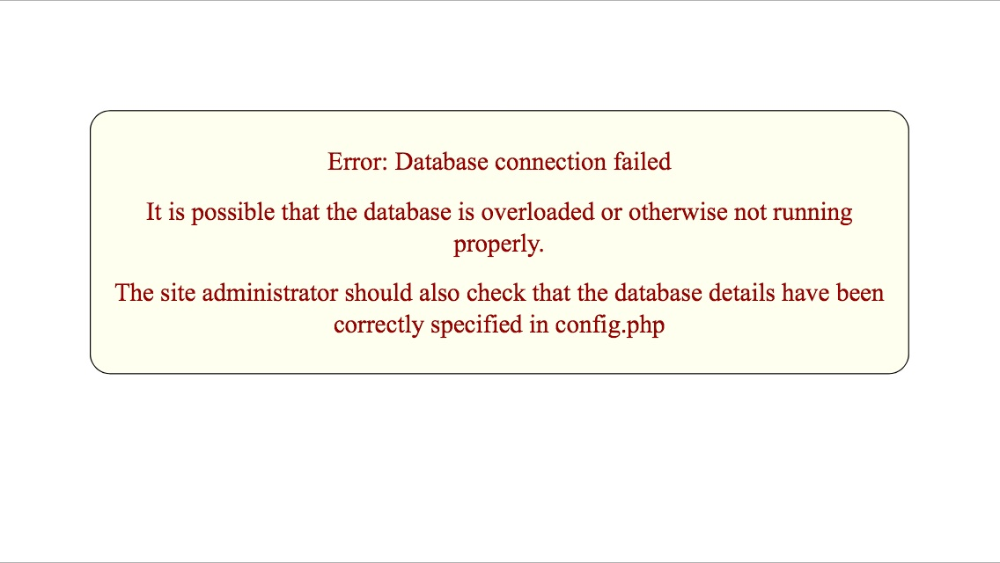 Error: Database connection failed
It is possible that the database is overloaded or otherwise not running
properly.
The site administrator should also check that the database details have been
correctly specified in config.php